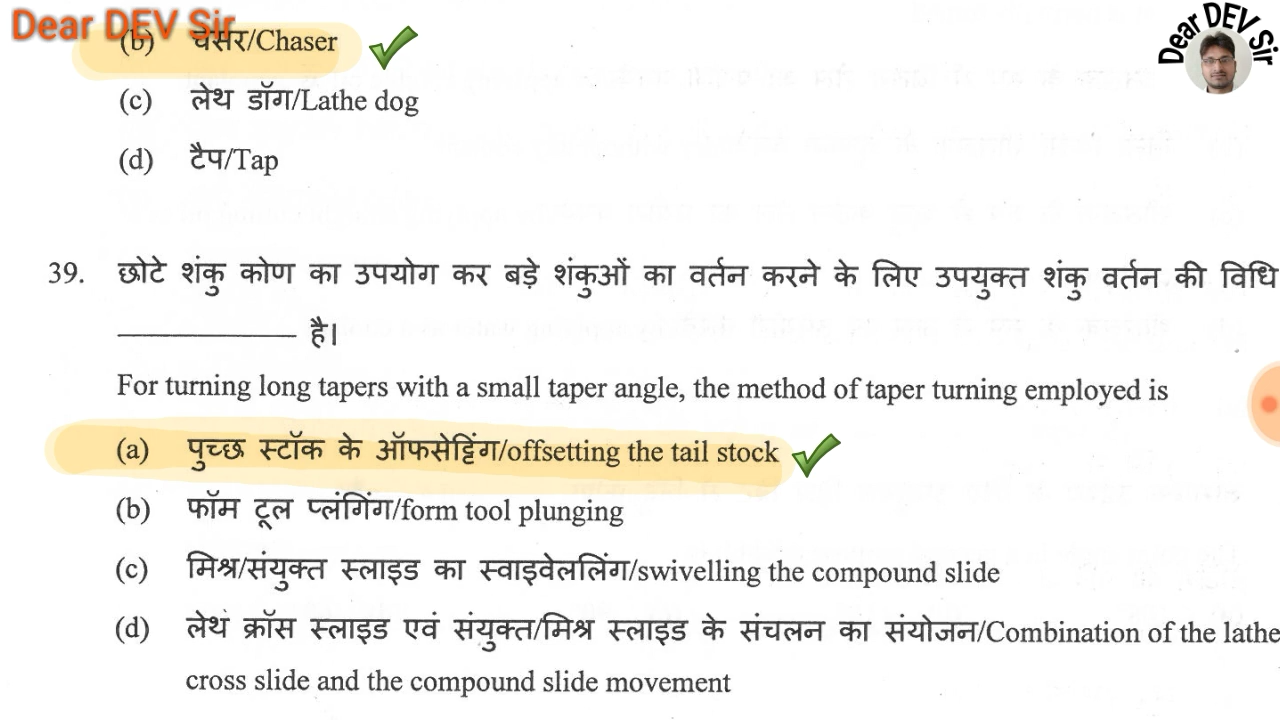 Dear DEV Sir
Dear DEV Sir
(b) चेसर/Chaser
(c) लेथ डॉग/Lathe dog
(d) टैप/Tap
39. छोटे शंकु कोण का उपयोग कर बड़े शंकुओं का वर्तन करने के लिए उपयुक्त शंकु वर्तन की विधि
____________ है।
For turning long tapers with a small taper angle, the method of taper turning employed is
(a) पुच्छ स्टॉक के ऑफसेट्टिंग/offsetting the tail stock
(b) फॉम टूल प्लंगिंग/form tool plunging
(c) मिश्र/संयुक्त स्लाइड का स्वाइवेललिंग/swivelling the compound slide
(d) लेथ क्रॉस स्लाइड एवं संयुक्त/मिश्र स्लाइड के संचलन का संयोजन/Combination of the lathe
cross slide and the compound slide movement